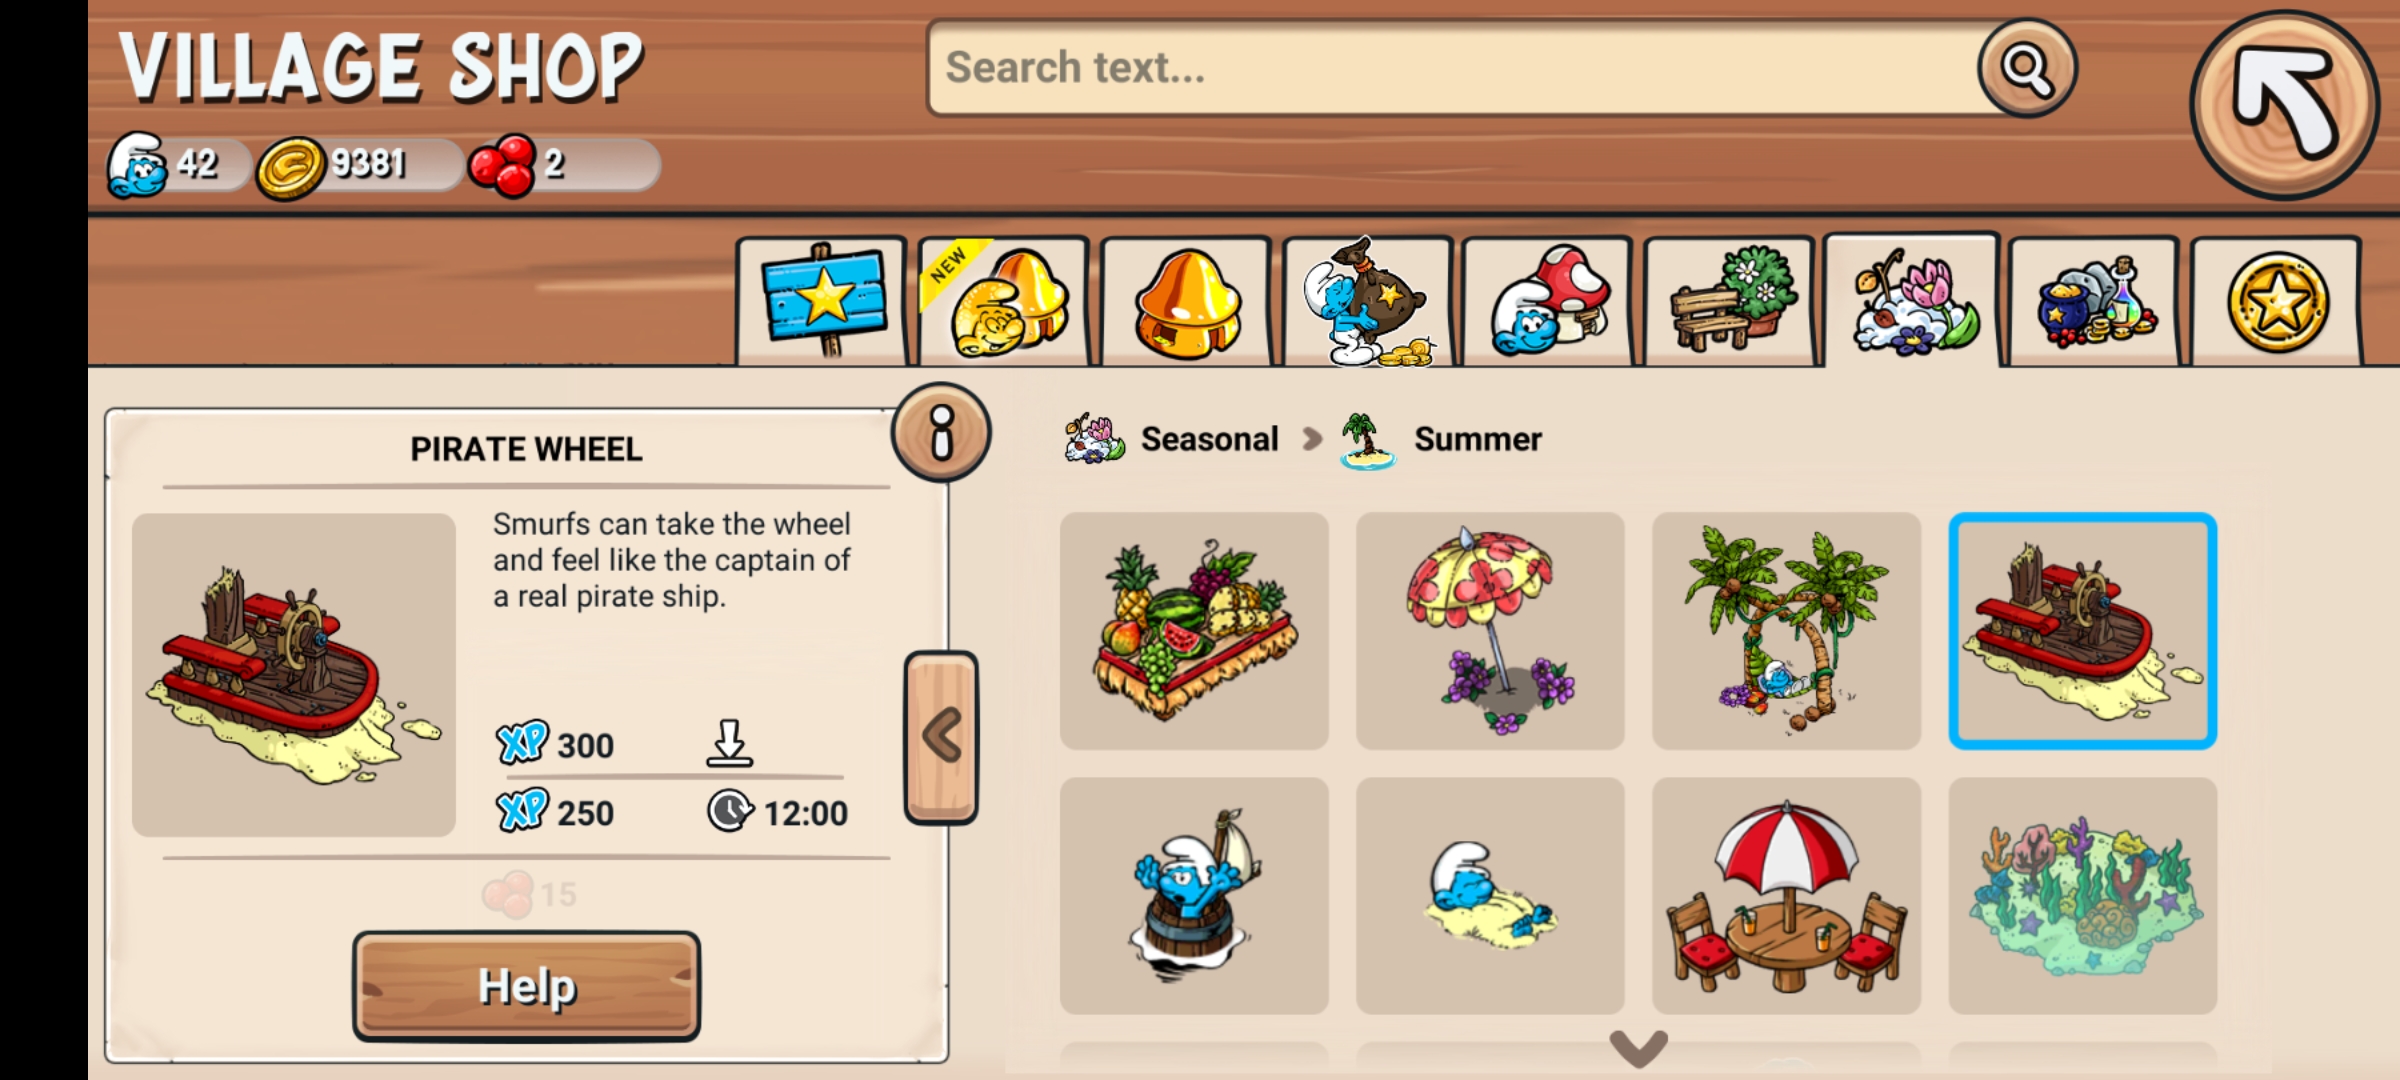 VILLAGE SHOP
Search text...
42
9381
2
NEW
PIRATE WHEEL
Smurfs can take the wheel
and feel like the captain of
a real pirate ship.
XP 300
XP 250 12:00
15
Help
Seasonal > Summer